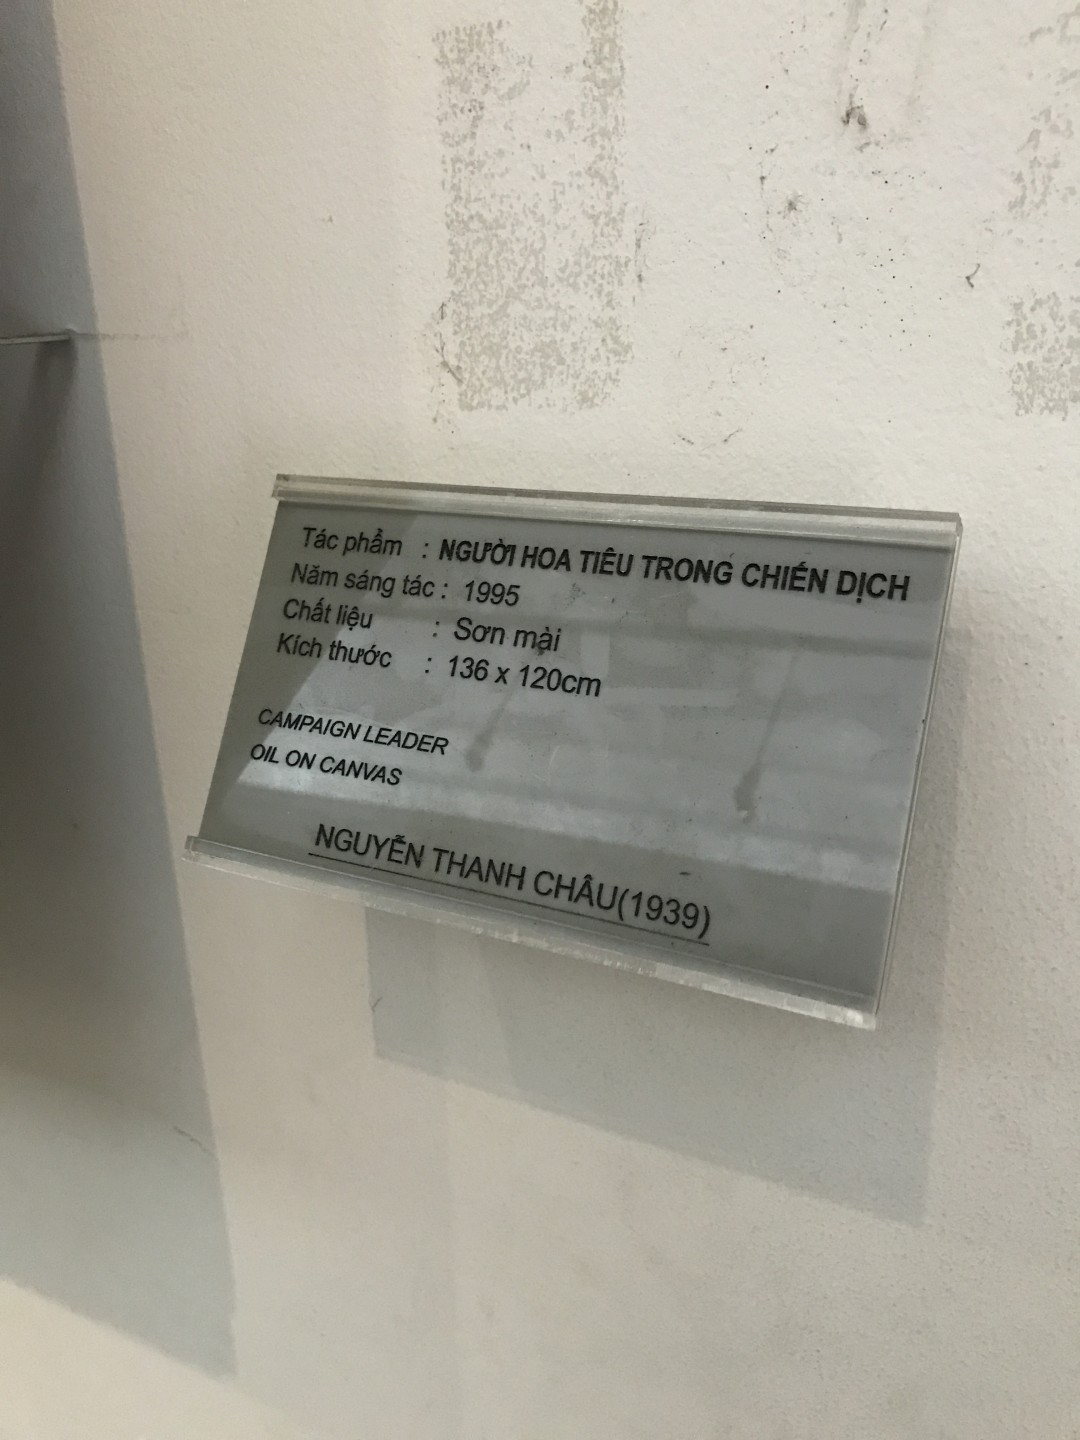 Tác phẩm : NGƯỜI HOA TIÊU TRONG CHIẾN DỊCH
Năm sáng tác : 1995
Chất liệu : Sơn mài
Kích thước : 136 x 120cm
CAMPAIGN LEADER
OIL ON CANVAS
NGUYỄN THANH CHÂU(1939)